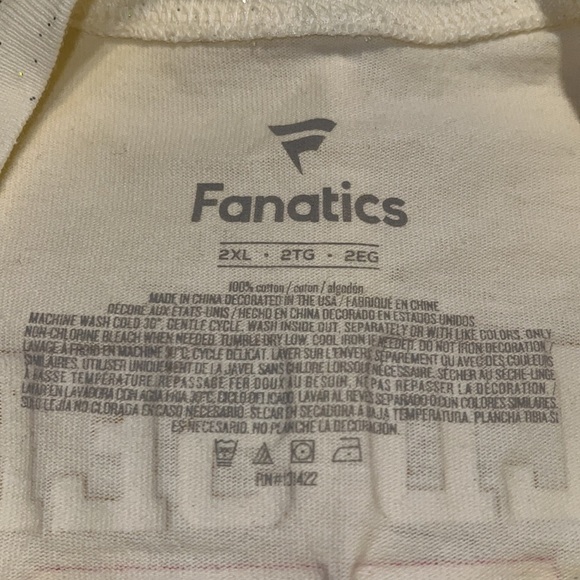 Fanatics
2XL • 2TG • 2EG
100% cotton / coton / algodón
MADE IN CHINA DECORATED IN THE USA / FABRIQUÉ EN CHINE
DÉCORÉ AUX ÉTATS-UNIS / HECHO EN CHINA DECORADO EN ESTADOS UNIDOS
MACHINE WASH COLD 30°, GENTLE CYCLE. WASH INSIDE OUT, SEPARATELY OR WITH LIKE COLORS. ONLY
NON-CHLORINE BLEACH WHEN NEEDED. TUMBLE DRY LOW. COOL IRON IF NEEDED. DO NOT IRON DECORATION /
LAVAGE À FROID EN MACHINE 30°C, CYCLE DÉLICAT. LAVER SUR L'ENVERS SÉPAREMENT OU AVEC DES COULEURS
SIMILAIRES. UTILISER UNIQUEMENT DE LA JAVEL SANS CHLORE LORSQUE NÉCESSAIRE. SÉCHER AU SÈCHE-LINGE
À BASSE TEMPÉRATURE. REPASSAGE FER DOUX AU BESOIN, NE PAS REPASSER LA DÉCORATION. /
LAVAR EN LAVADORA CON AGUA FRIA 30°C, CICLO DELICADO. LAVAR AL REVÉS SEPARADO O CON COLORES SIMILARES.
SOLO LEJIA NO CLORADA EN CASO NECESARIO. SECAR EN SECADORA A BAJA TEMPERATURA. PLANCHA TIBIA SI
ES NECESARIO. NO PLANCHE LA DECORACIÓN.
RN#131422